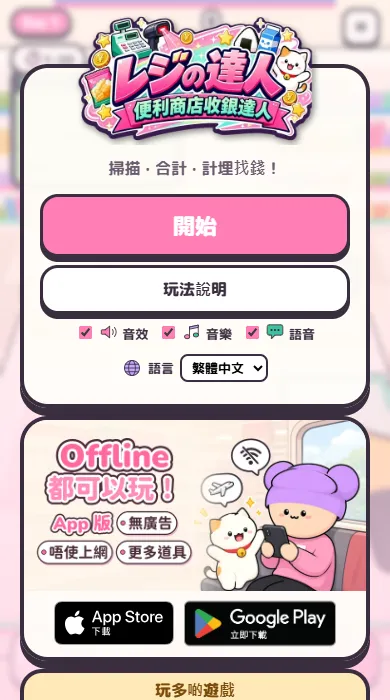 レジの達人
便利商店收銀達人
掃描 · 合計 · 計埋找錢！
開始
玩法說明
音效 音樂 語音
語言 繁體中文
Offline
都可以玩！
App 版 無廣告
唔使上網 更多道具
App Store
下載
Google Play
立即下載
玩多啲遊戲